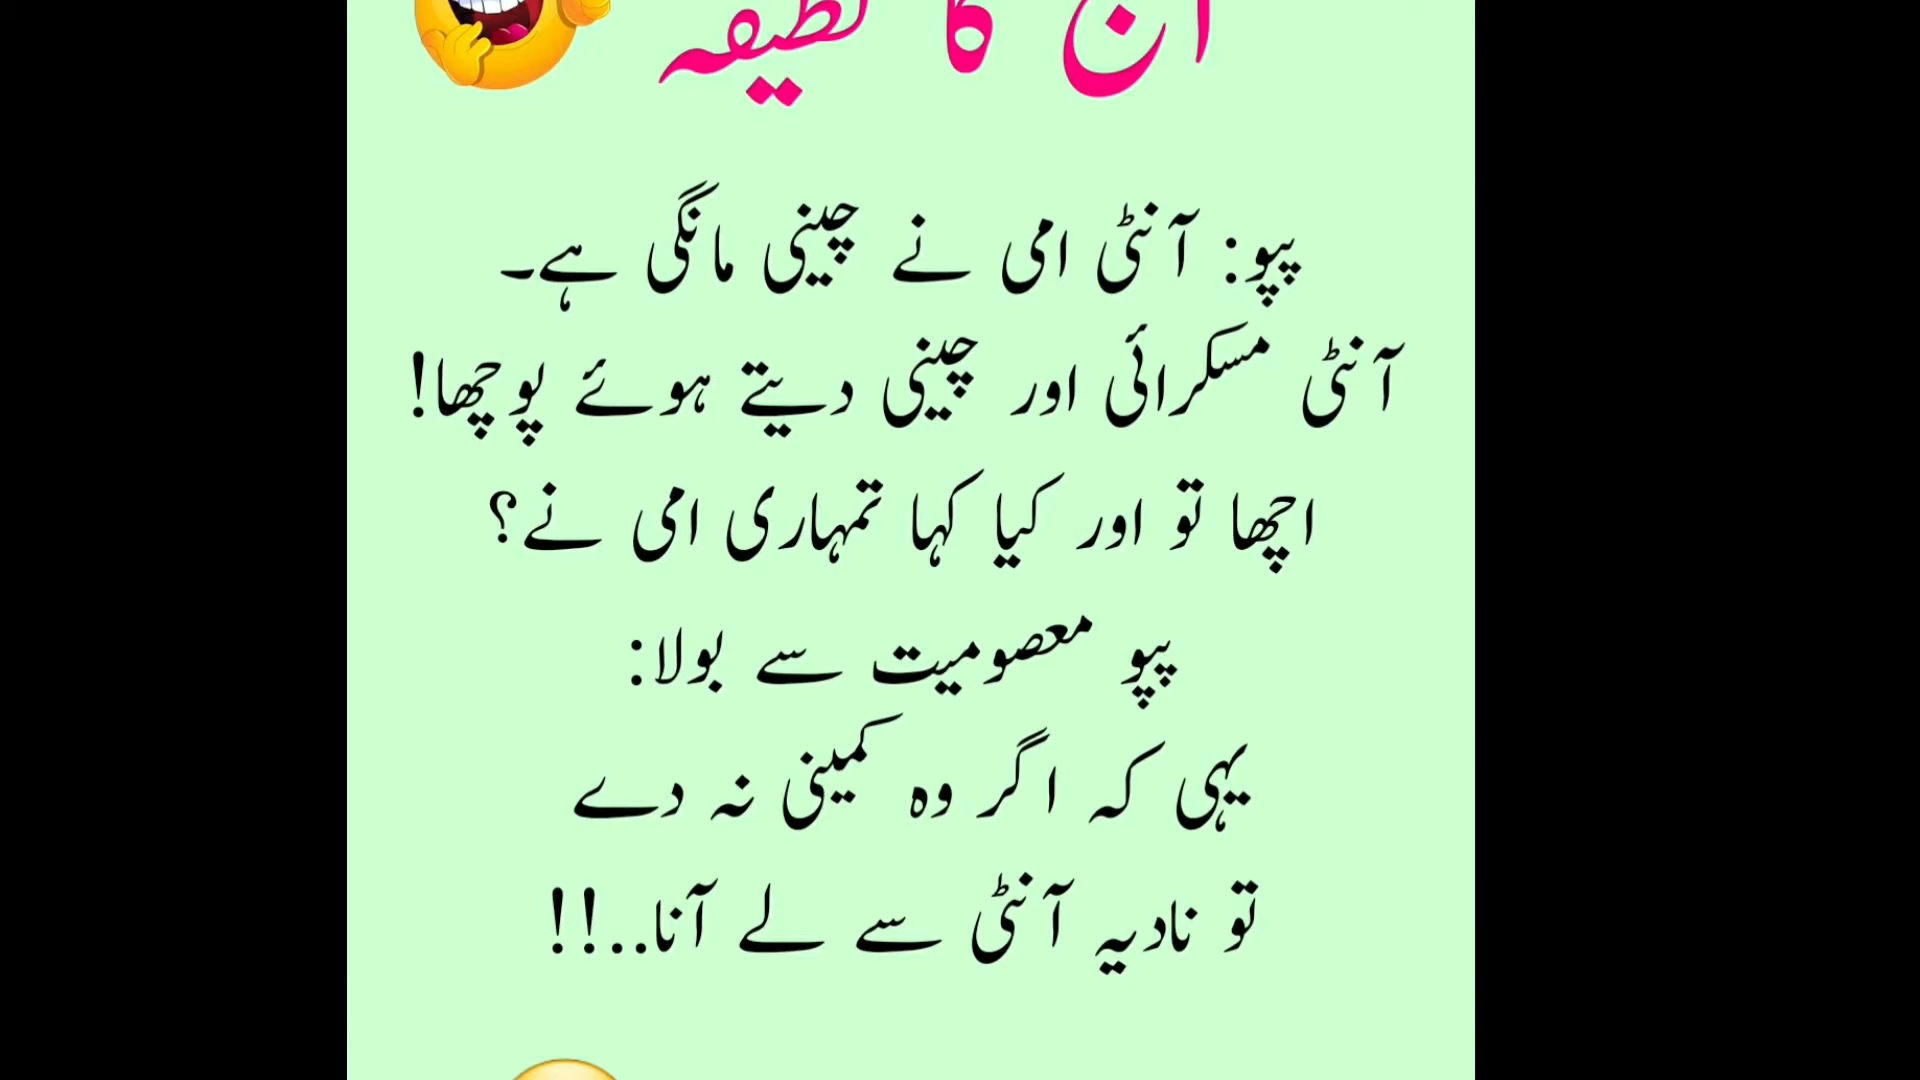 آج کا لطیفہ
پپو: آنٹی امی نے چینی مانگی ہے۔
آنٹی مسکرائی اور چینی دیتے ہوئے پوچھا!
اچھا تو اور کیا کہا تمہاری امی نے؟
پپو معصومیت سے بولا:
یہی کہ اگر وہ کمینی نہ دے
تو نادیہ آنٹی سے لے آنا..!!